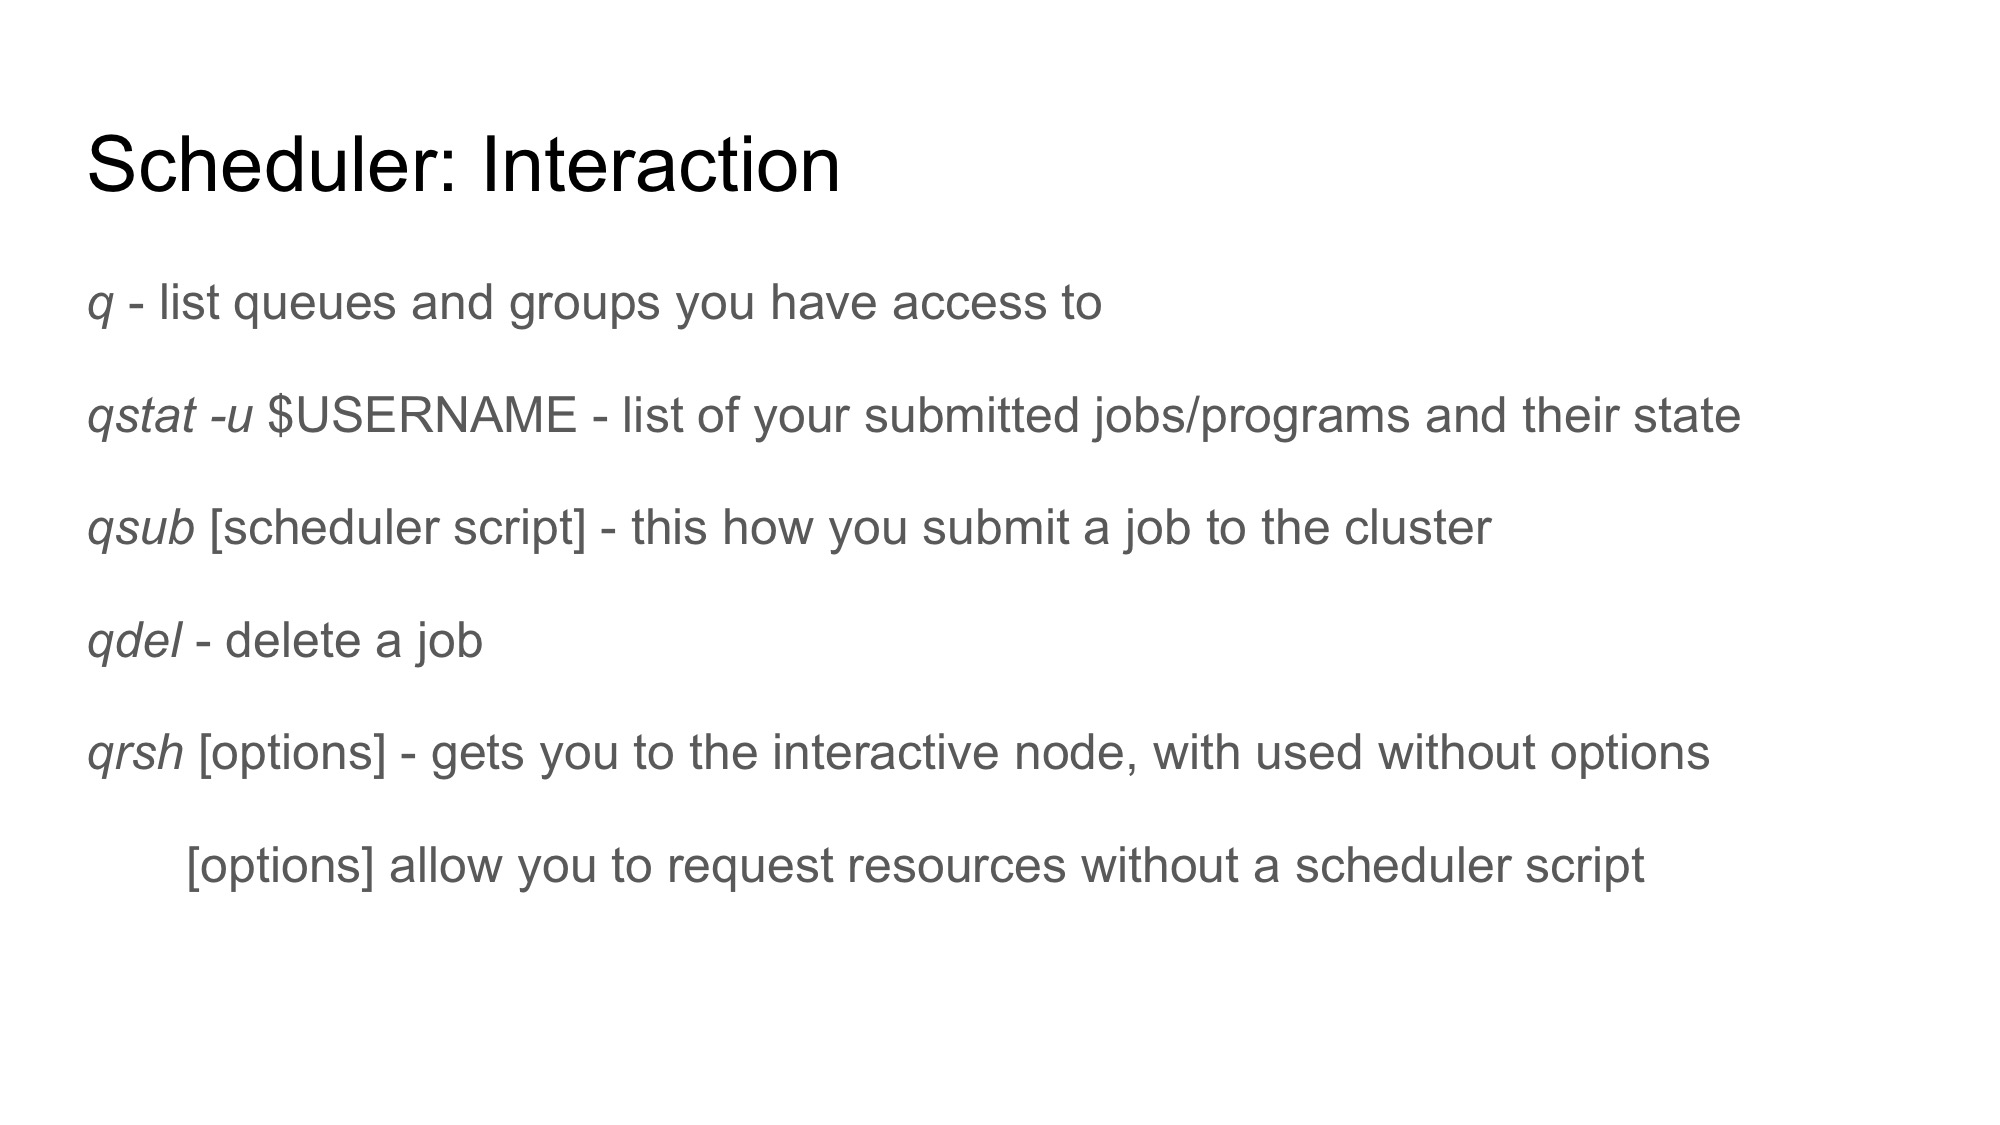 Scheduler: Interaction
q - list queues and groups you have access to
qstat -u $USERNAME - list of your submitted jobs/programs and their state
qsub [scheduler script] - this how you submit a job to the cluster
qdel - delete a job
qrsh [options] - gets you to the interactive node, with used without options
[options] allow you to request resources without a scheduler script